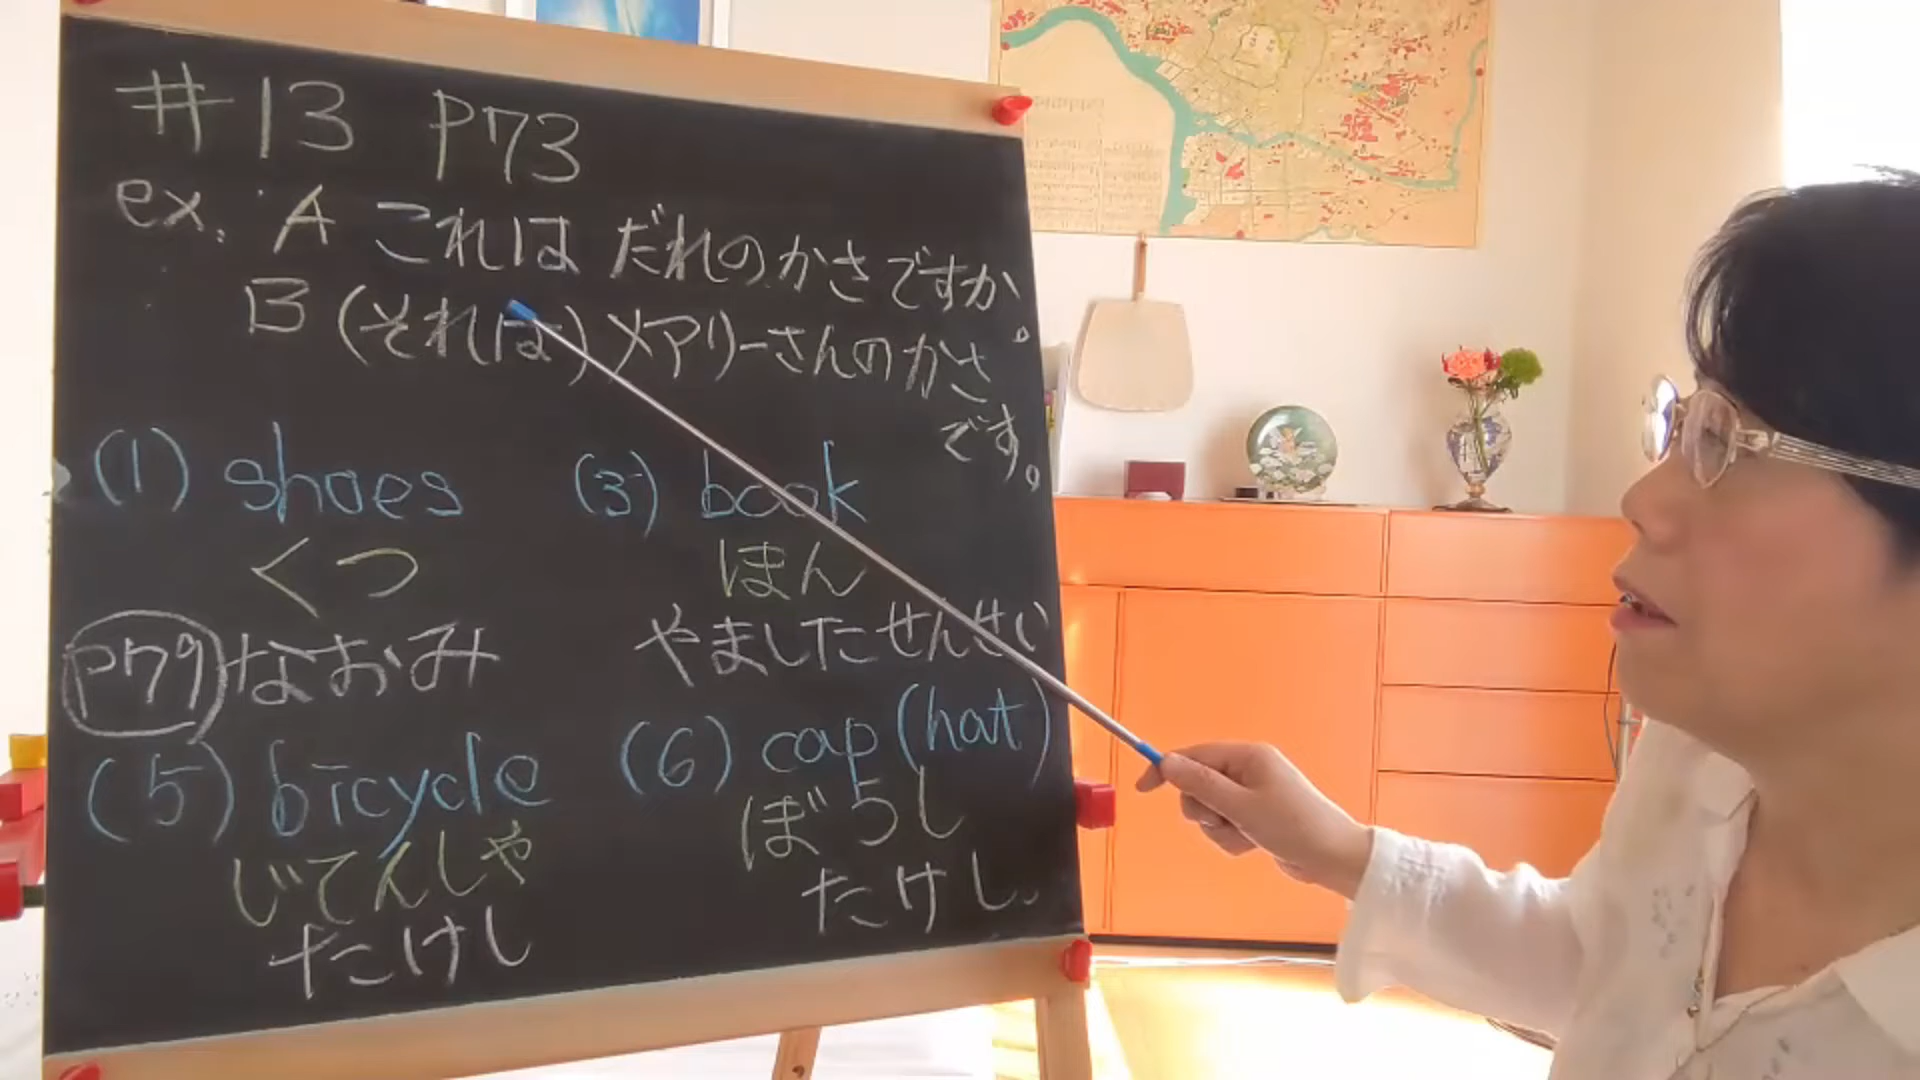 #13 P73
ex. A これは だれの かさですか。
B (それは) メアリーさんの かさ
です。
(1) shoes
くつ
P79 なおみ
(3) book
ほん
やましたせんせい
(5) bicycle
じてんしゃ
たけし
(6) cap (hat)
ぼうし
たけし。